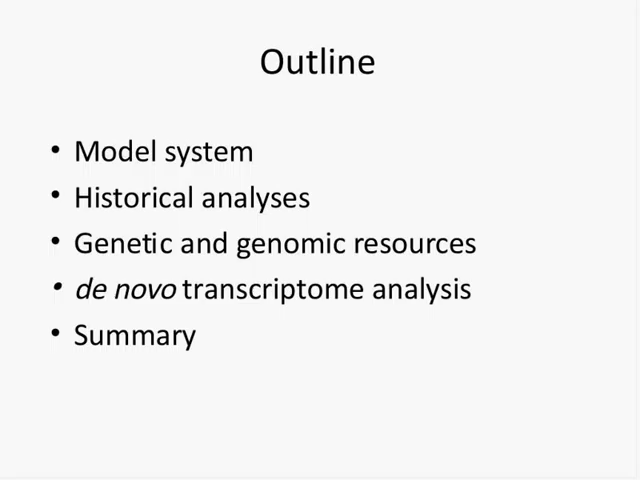 Outline
• Model system
• Historical analyses
• Genetic and genomic resources
• de novo transcriptome analysis
• Summary